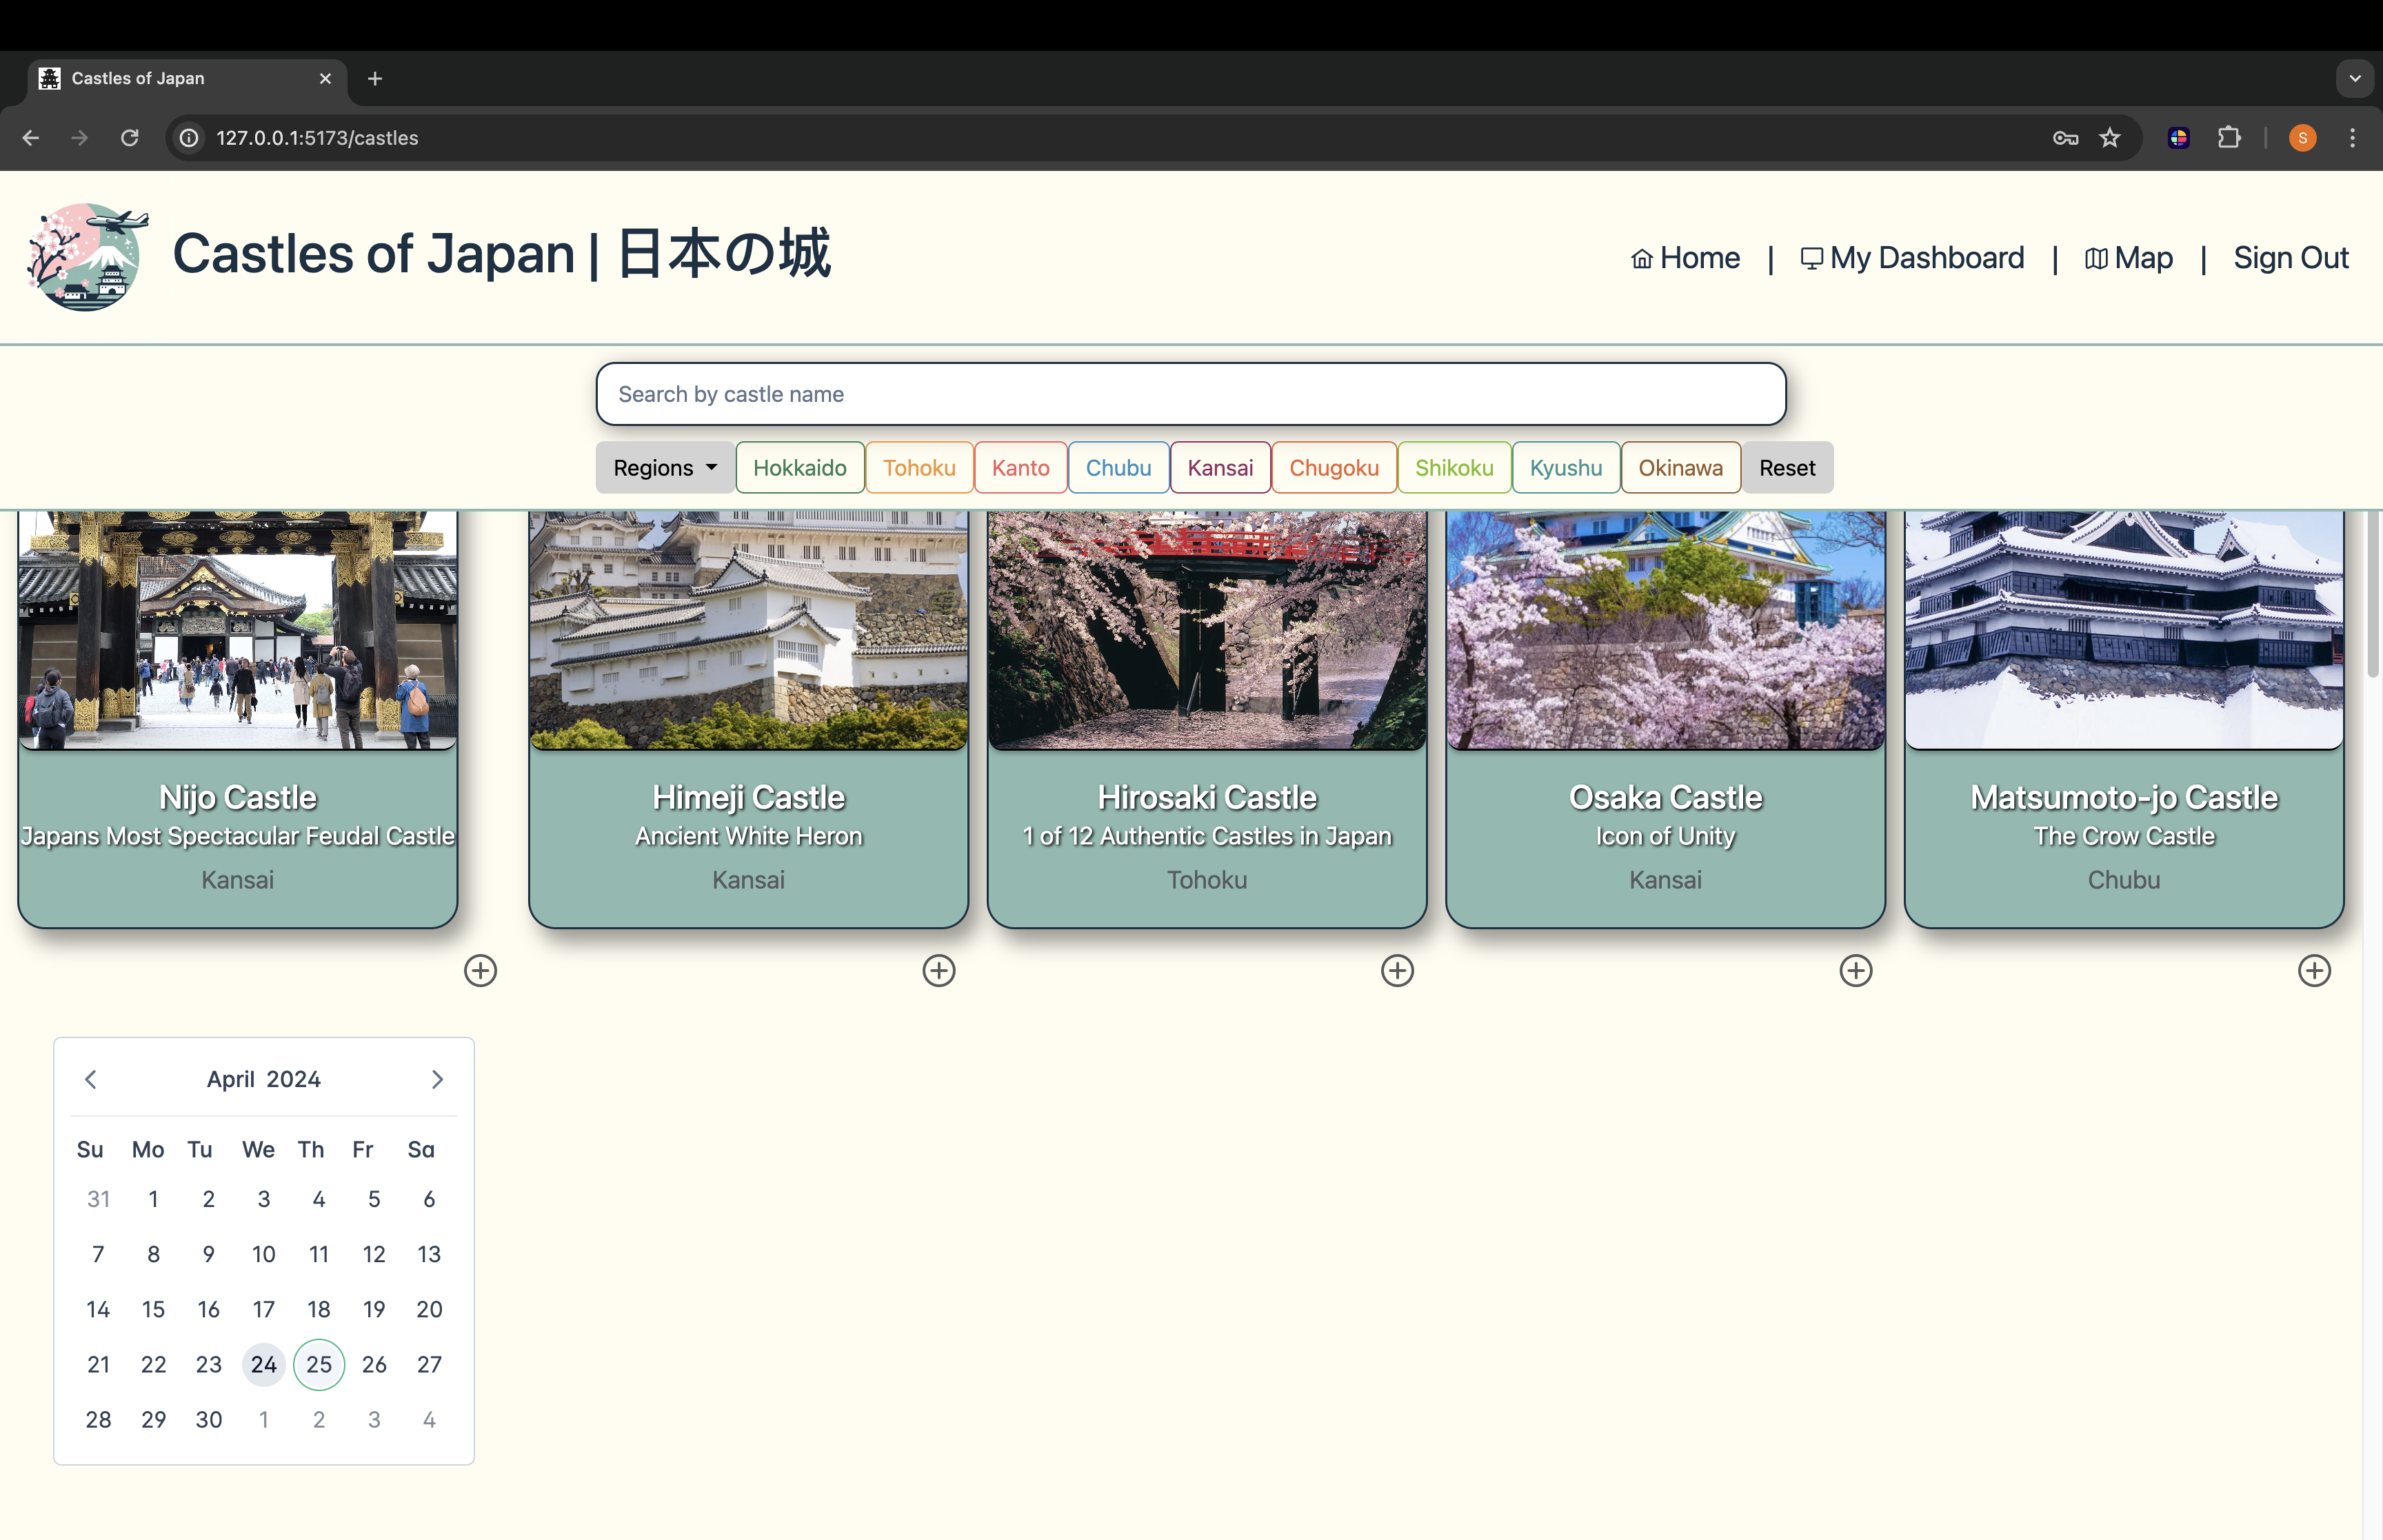 Castles of Japan
127.0.0.1:5173/castles
S
Castles of Japan | 日本の城
Home | My Dashboard | Map | Sign Out
Search by castle name
Regions Hokkaido Tohoku Kanto Chubu Kansai Chugoku Shikoku Kyushu Okinawa Reset
Nijo Castle
Japans Most Spectacular Feudal Castle
Kansai
Himeji Castle
Ancient White Heron
Kansai
Hirosaki Castle
1 of 12 Authentic Castles in Japan
Tohoku
Osaka Castle
Icon of Unity
Kansai
Matsumoto-jo Castle
The Crow Castle
Chubu
April 2024
Su Mo Tu We Th Fr Sa
31 1 2 3 4 5 6
7 8 9 10 11 12 13
14 15 16 17 18 19 20
21 22 23 24 25 26 27
28 29 30 1 2 3 4